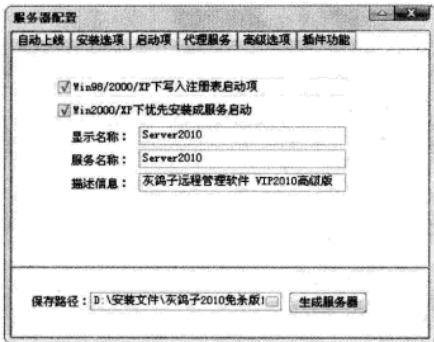 服务器配置
自动上线 安装选项 启动项 代理服务 高级选项 插件功能
Win98/2000/XP下写入注册表启动项
Win2000/XP下优先安装成服务启动
显示名称： Server2010
服务名称： Server2010
描述信息： 灰鸽子远程管理软件 VIP2010高级版
保存路径： D:\安装文件\灰鸽子2010免杀版 生成服务器